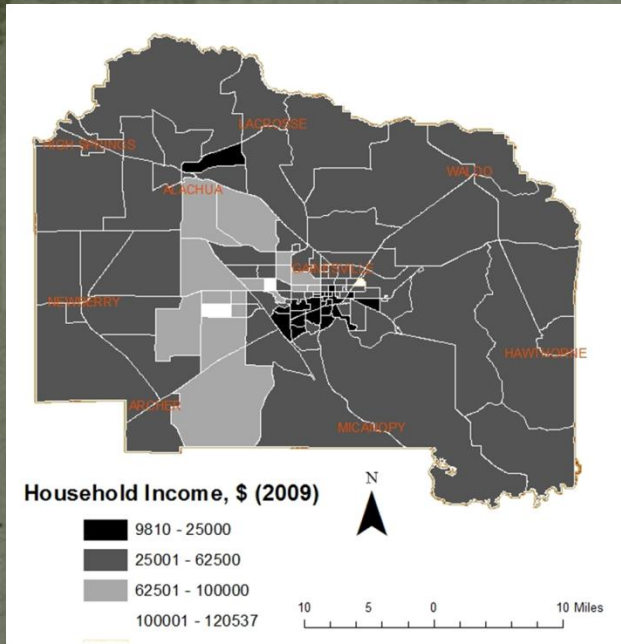 LACROSSE
HIGH SPRINGS
WALDO
ALACHUA
GAINESVILLE
NEWBERRY
HAWTHORNE
ARCHER
MICANOPY
Household Income, $ (2009)
N
9810 - 25000
25001 - 62500
62501 - 100000
100001 - 120537
10 5 0 10 Miles